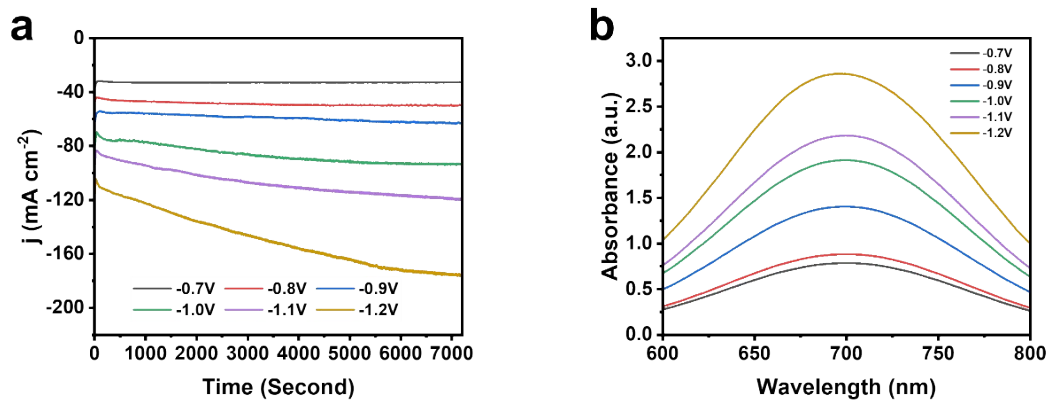 a
0
-40
-80
-120
-160
-200
j (mA cm⁻²)
-0.7V -0.8V -0.9V
-1.0V -1.1V -1.2V
0 1000 2000 3000 4000 5000 6000 7000
Time (Second)
b
3.0
2.5
2.0
1.5
1.0
0.5
0.0
Absorbance (a.u.)
-0.7V
-0.8V
-0.9V
-1.0V
-1.1V
-1.2V
600 650 700 750 800
Wavelength (nm)